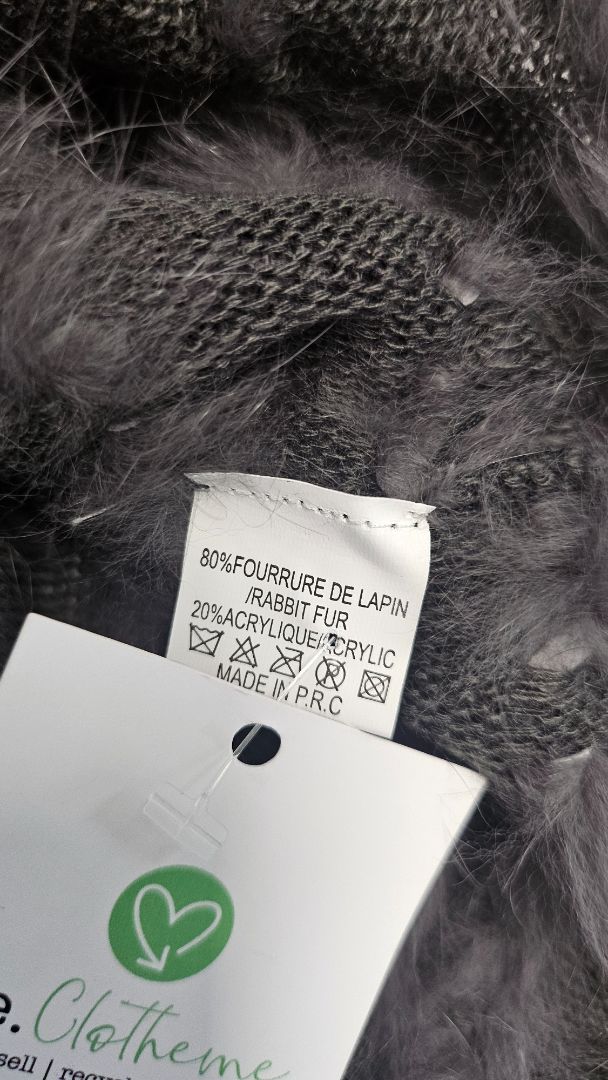 80%FOURRURE DE LAPIN
/RABBIT FUR
20%ACRYLIQUE/ACRYLIC
MADE IN P.R.C
e. Clotheme
sell | recyc